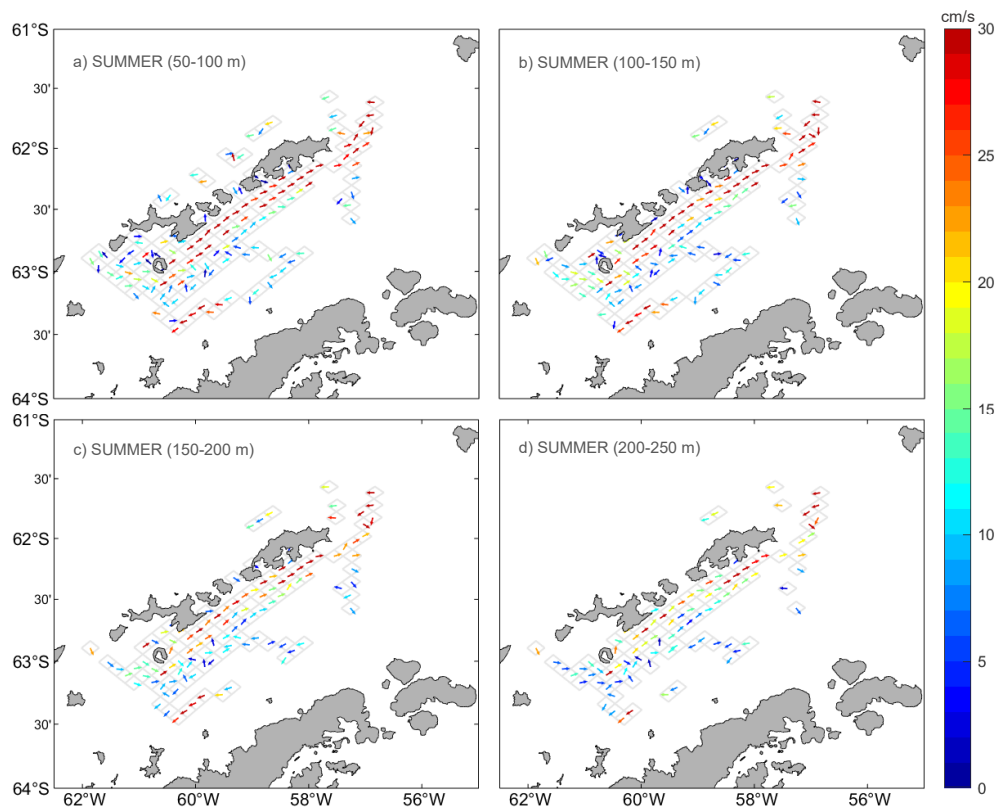 cm/s
61°S
a) SUMMER (50-100 m)
b) SUMMER (100-150 m)
30
30'
25
62°S
30'
20
63°S
30'
64°S
15
61°S
c) SUMMER (150-200 m)
d) SUMMER (200-250 m)
30'
10
62°S
30'
5
63°S
30'
64°S
0
62°W 60°W 58°W 56°W 62°W 60°W 58°W 56°W